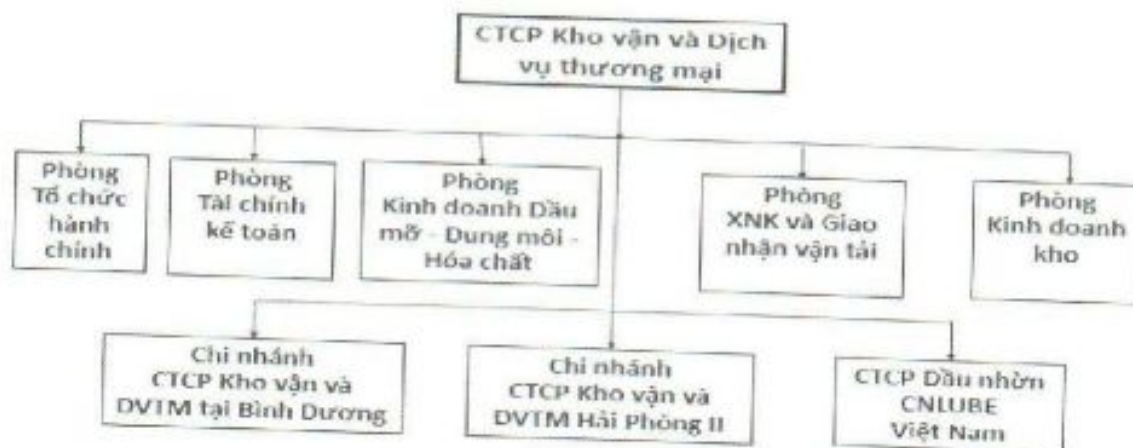 CTCP Kho vận và Dịch
vụ thương mại
Phòng
Tổ chức
hành
chính
Phòng
Tài chính
kế toán
Phòng
Kinh doanh Dầu
mỡ - Dung môi -
Hóa chất
Phòng
XNK và Giao
nhận vận tải
Phòng
Kinh doanh
kho
Chi nhánh
CTCP Kho vận và
DVTM tại Bình Dương
Chi nhánh
CTCP Kho vận và
DVTM Hải Phòng II
CTCP Dầu nhờn
CNLUBE
Việt Nam